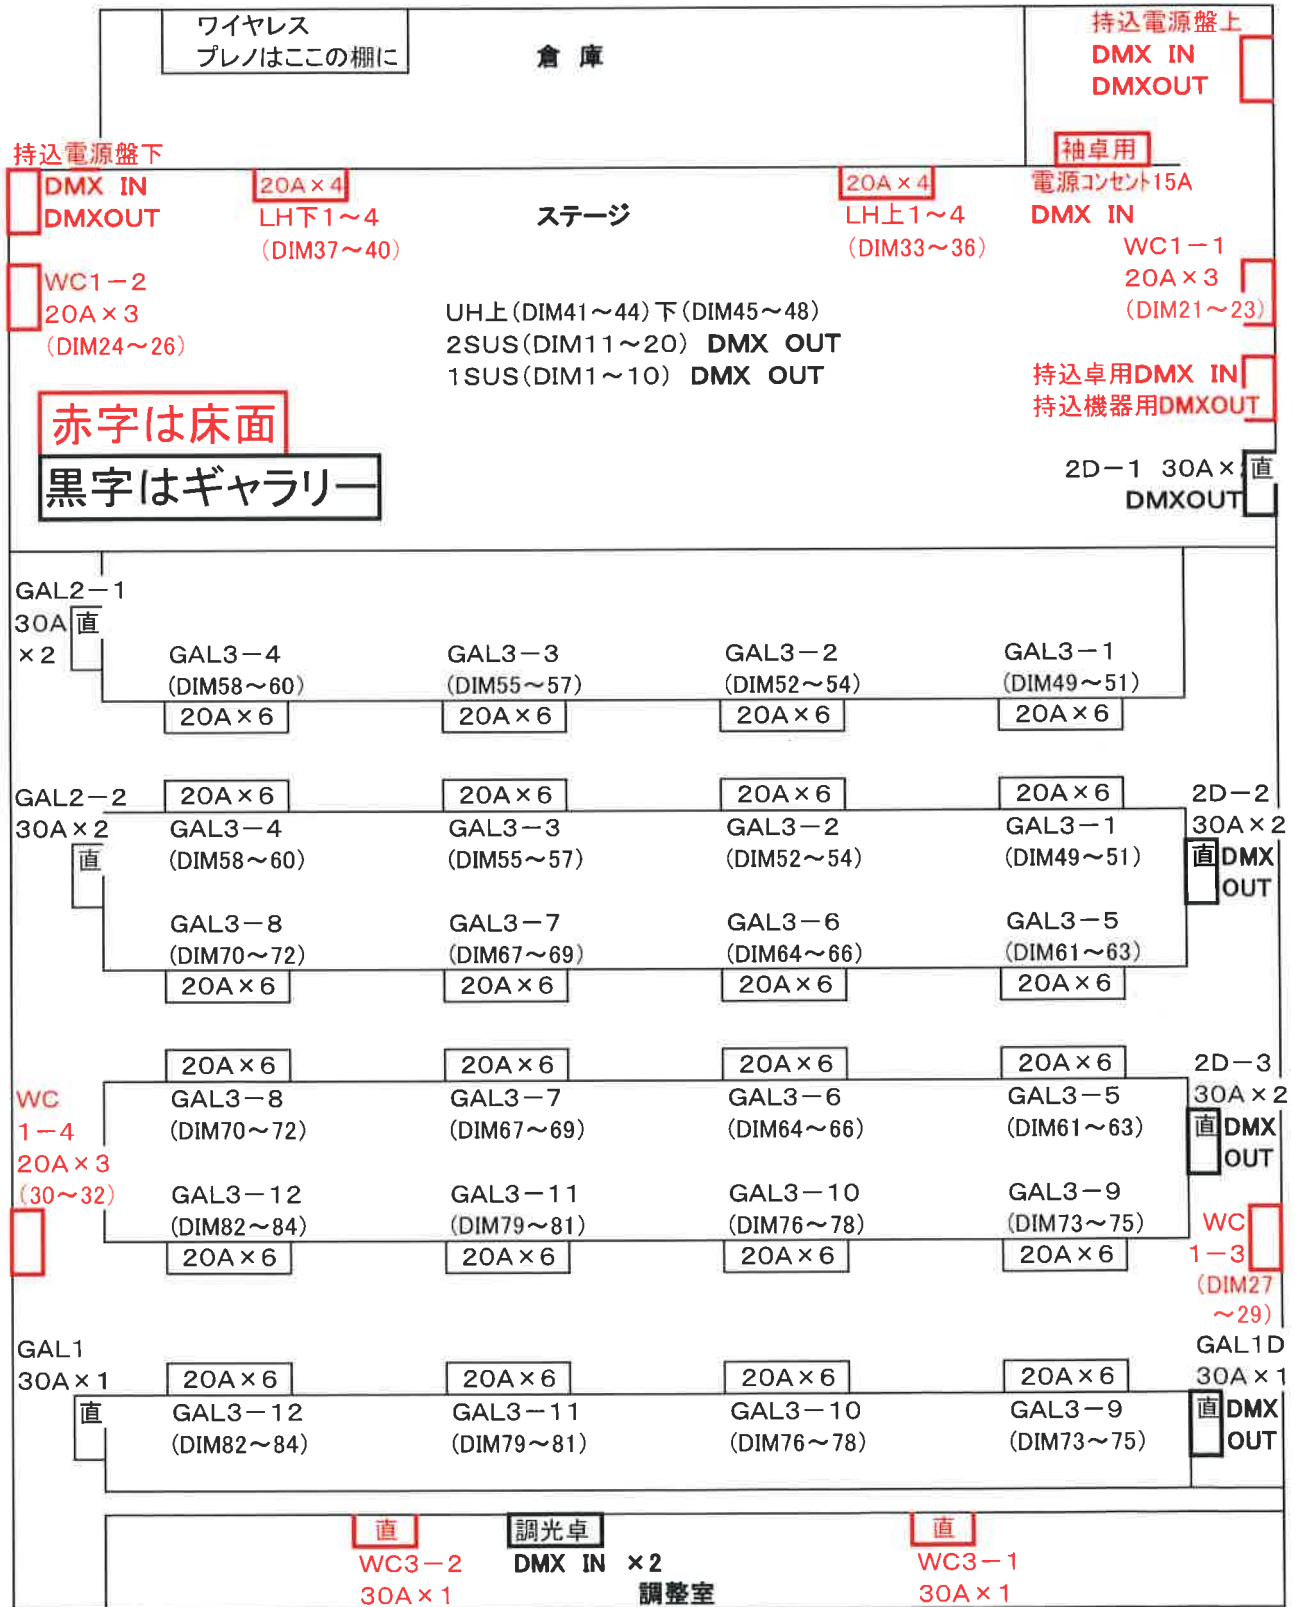 ワイヤレス
プレノはここの棚に
倉 庫
持込電源盤上
DMX IN
DMXOUT
持込電源盤下
DMX IN
DMXOUT
20A×4
LH下1～4
(DIM37～40)
ステージ
20A×4
LH上1～4
(DIM33～36)
袖卓用
電源コンセント15A
DMX IN
WC1－1
20A×3
(DIM21～23)
WC1－2
20A×3
(DIM24～26)
UH上(DIM41～44)下(DIM45～48)
2SUS(DIM11～20) DMX OUT
1SUS(DIM1～10) DMX OUT
持込卓用DMX IN
持込機器用DMXOUT
赤字は床面
黒字はギャラリー
2D－1 30A×
直
DMXOUT
GAL2－1
30A
×2
直
GAL3－4
(DIM58～60)
20A×6
GAL3－3
(DIM55～57)
20A×6
GAL3－2
(DIM52～54)
20A×6
GAL3－1
(DIM49～51)
20A×6
GAL2－2
30A×2
直
20A×6
GAL3－4
(DIM58～60)
20A×6
GAL3－3
(DIM55～57)
20A×6
GAL3－2
(DIM52～54)
20A×6
GAL3－1
(DIM49～51)
2D－2
30A×2
直 DMX
OUT
GAL3－8
(DIM70～72)
20A×6
GAL3－7
(DIM67～69)
20A×6
GAL3－6
(DIM64～66)
20A×6
GAL3－5
(DIM61～63)
20A×6
WC
1－4
20A×3
(30～32)
20A×6
GAL3－8
(DIM70～72)
20A×6
GAL3－7
(DIM67～69)
20A×6
GAL3－6
(DIM64～66)
20A×6
GAL3－5
(DIM61～63)
2D－3
30A×2
直 DMX
OUT
GAL3－12
(DIM82～84)
20A×6
GAL3－11
(DIM79～81)
20A×6
GAL3－10
(DIM76～78)
20A×6
GAL3－9
(DIM73～75)
20A×6
WC
1－3
(DIM27
～29)
GAL1
30A×1
直
20A×6
GAL3－12
(DIM82～84)
20A×6
GAL3－11
(DIM79～81)
20A×6
GAL3－10
(DIM76～78)
20A×6
GAL3－9
(DIM73～75)
GAL1D
30A×1
直 DMX
OUT
直
WC3－2
30A×1
調光卓
DMX IN ×2
調整室
直
WC3－1
30A×1